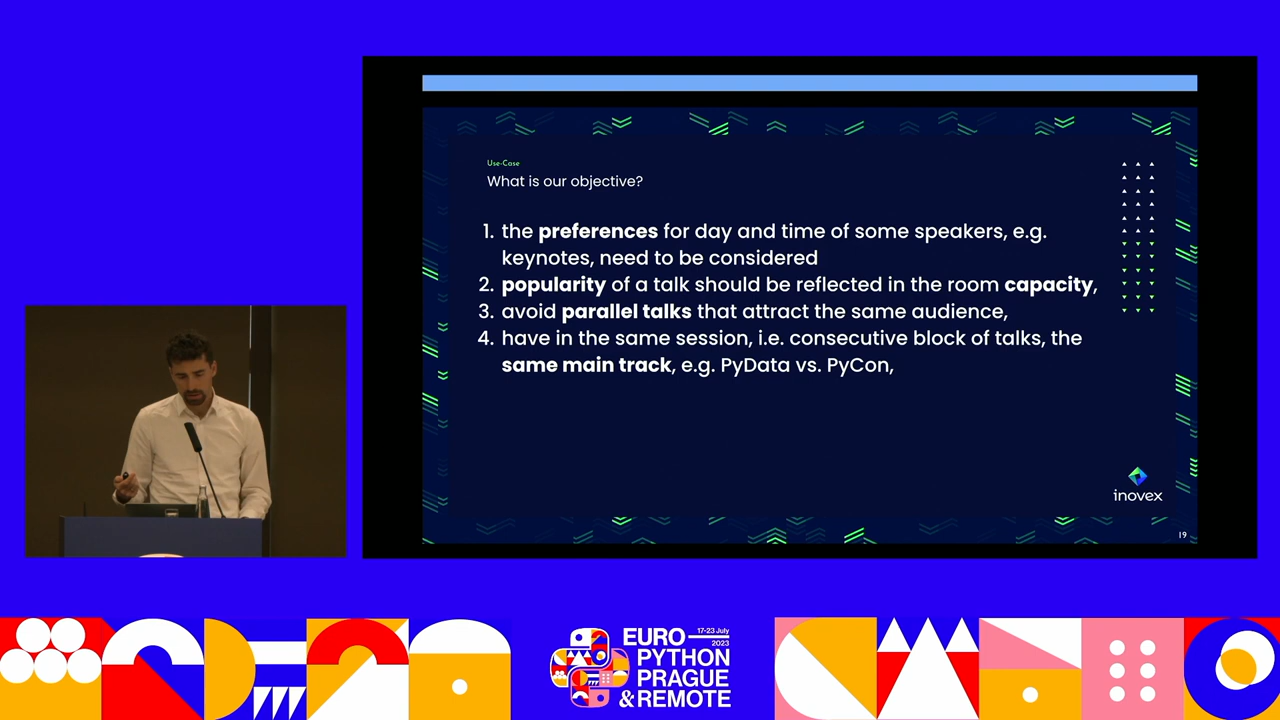 Use-Case
What is our objective?
1. the preferences for day and time of some speakers, e.g.
keynotes, need to be considered
2. popularity of a talk should be reflected in the room capacity,
3. avoid parallel talks that attract the same audience,
4. have in the same session, i.e. consecutive block of talks, the
same main track, e.g. PyData vs. PyCon,
inovex
19
EURO
17-23 July
2023
PYTHON
PRAGUE
& REMOTE